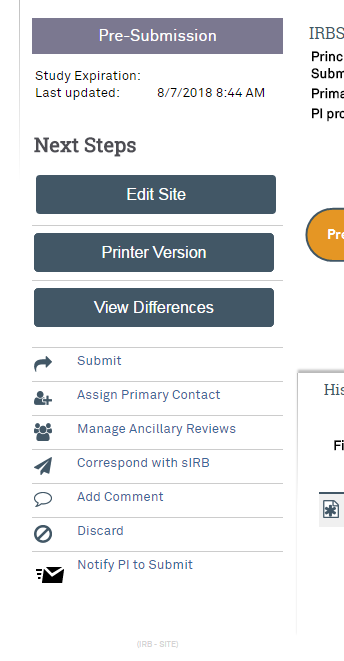 Pre-Submission
Study Expiration:
Last updated: 8/7/2018 8:44 AM
Next Steps
Edit Site
Printer Version
View Differences
Submit
Assign Primary Contact
Manage Ancillary Reviews
Correspond with sIRB
Add Comment
Discard
Notify PI to Submit
(IRB - SITE)
IRBS
Princ
Subm
Prima
PI pro
Pre
His
Fi